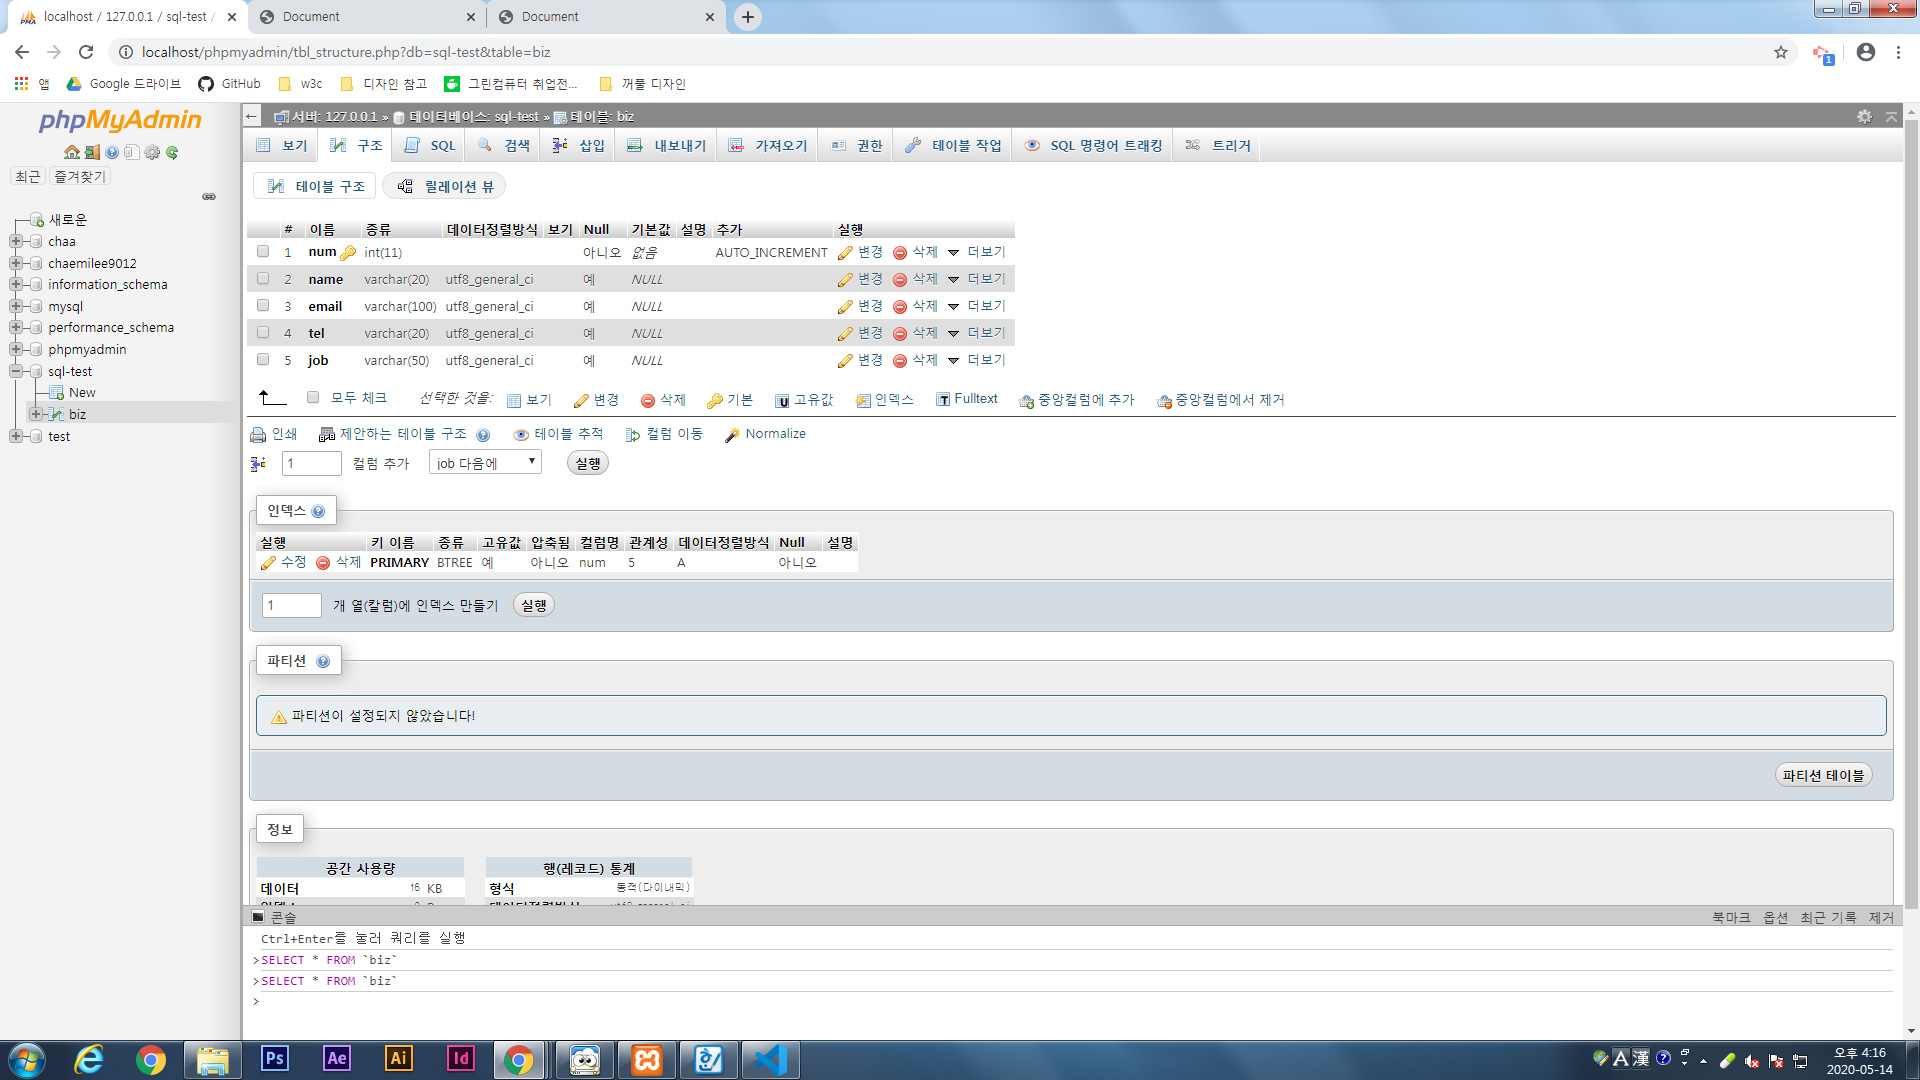 localhost / 127.0.0.1 / sql-test /
Document
Document
localhost/phpmyadmin/tbl_structure.php?db=sql-test&table=biz
앱 Google 드라이브 GitHub w3c 디자인 참고 그린컴퓨터 취업전... 꺼풀 디자인
1
phpMyAdmin
최근 즐겨찾기
새로운
chaa
chaemilee9012
information_schema
mysql
performance_schema
phpmyadmin
sql-test
New
biz
test
서버: 127.0.0.1 » 데이터베이스: sql-test » 테이블: biz
보기 구조 SQL 검색 삽입 내보내기 가져오기 권한 테이블 작업 SQL 명령어 트래킹 트리거
테이블 구조 릴레이션 뷰
# 이름 종류 데이터정렬방식 보기 Null 기본값 설명 추가 실행
1 num int(11) 아니오 없음 AUTO_INCREMENT 변경 삭제 더보기
2 name varchar(20) utf8_general_ci 예 NULL 변경 삭제 더보기
3 email varchar(100) utf8_general_ci 예 NULL 변경 삭제 더보기
4 tel varchar(20) utf8_general_ci 예 NULL 변경 삭제 더보기
5 job varchar(50) utf8_general_ci 예 NULL 변경 삭제 더보기
모두 체크 선택한 것을: 보기 변경 삭제 기본 고유값 인덱스 Fulltext 중앙컬럼에 추가 중앙컬럼에서 제거
인쇄 제안하는 테이블 구조 테이블 추적 컬럼 이동 Normalize
1 컬럼 추가 job 다음에 실행
인덱스
실행 키 이름 종류 고유값 압축됨 컬럼명 관계성 데이터정렬방식 Null 설명
수정 삭제 PRIMARY BTREE 예 아니오 num 5 A 아니오
1 개 열(칼럼)에 인덱스 만들기 실행
파티션
파티션이 설정되지 않았습니다!
파티션 테이블
정보
공간 사용량
데이터 16 KB
행(레코드) 통계
형식 동적(다이내믹)
콘솔
북마크 옵션 최근 기록 제거
Ctrl+Enter를 눌러 쿼리를 실행
>SELECT * FROM `biz`
>SELECT * FROM `biz`
>
Ps Ae Ai Id
A 漢
오후 4:16
2020-05-14